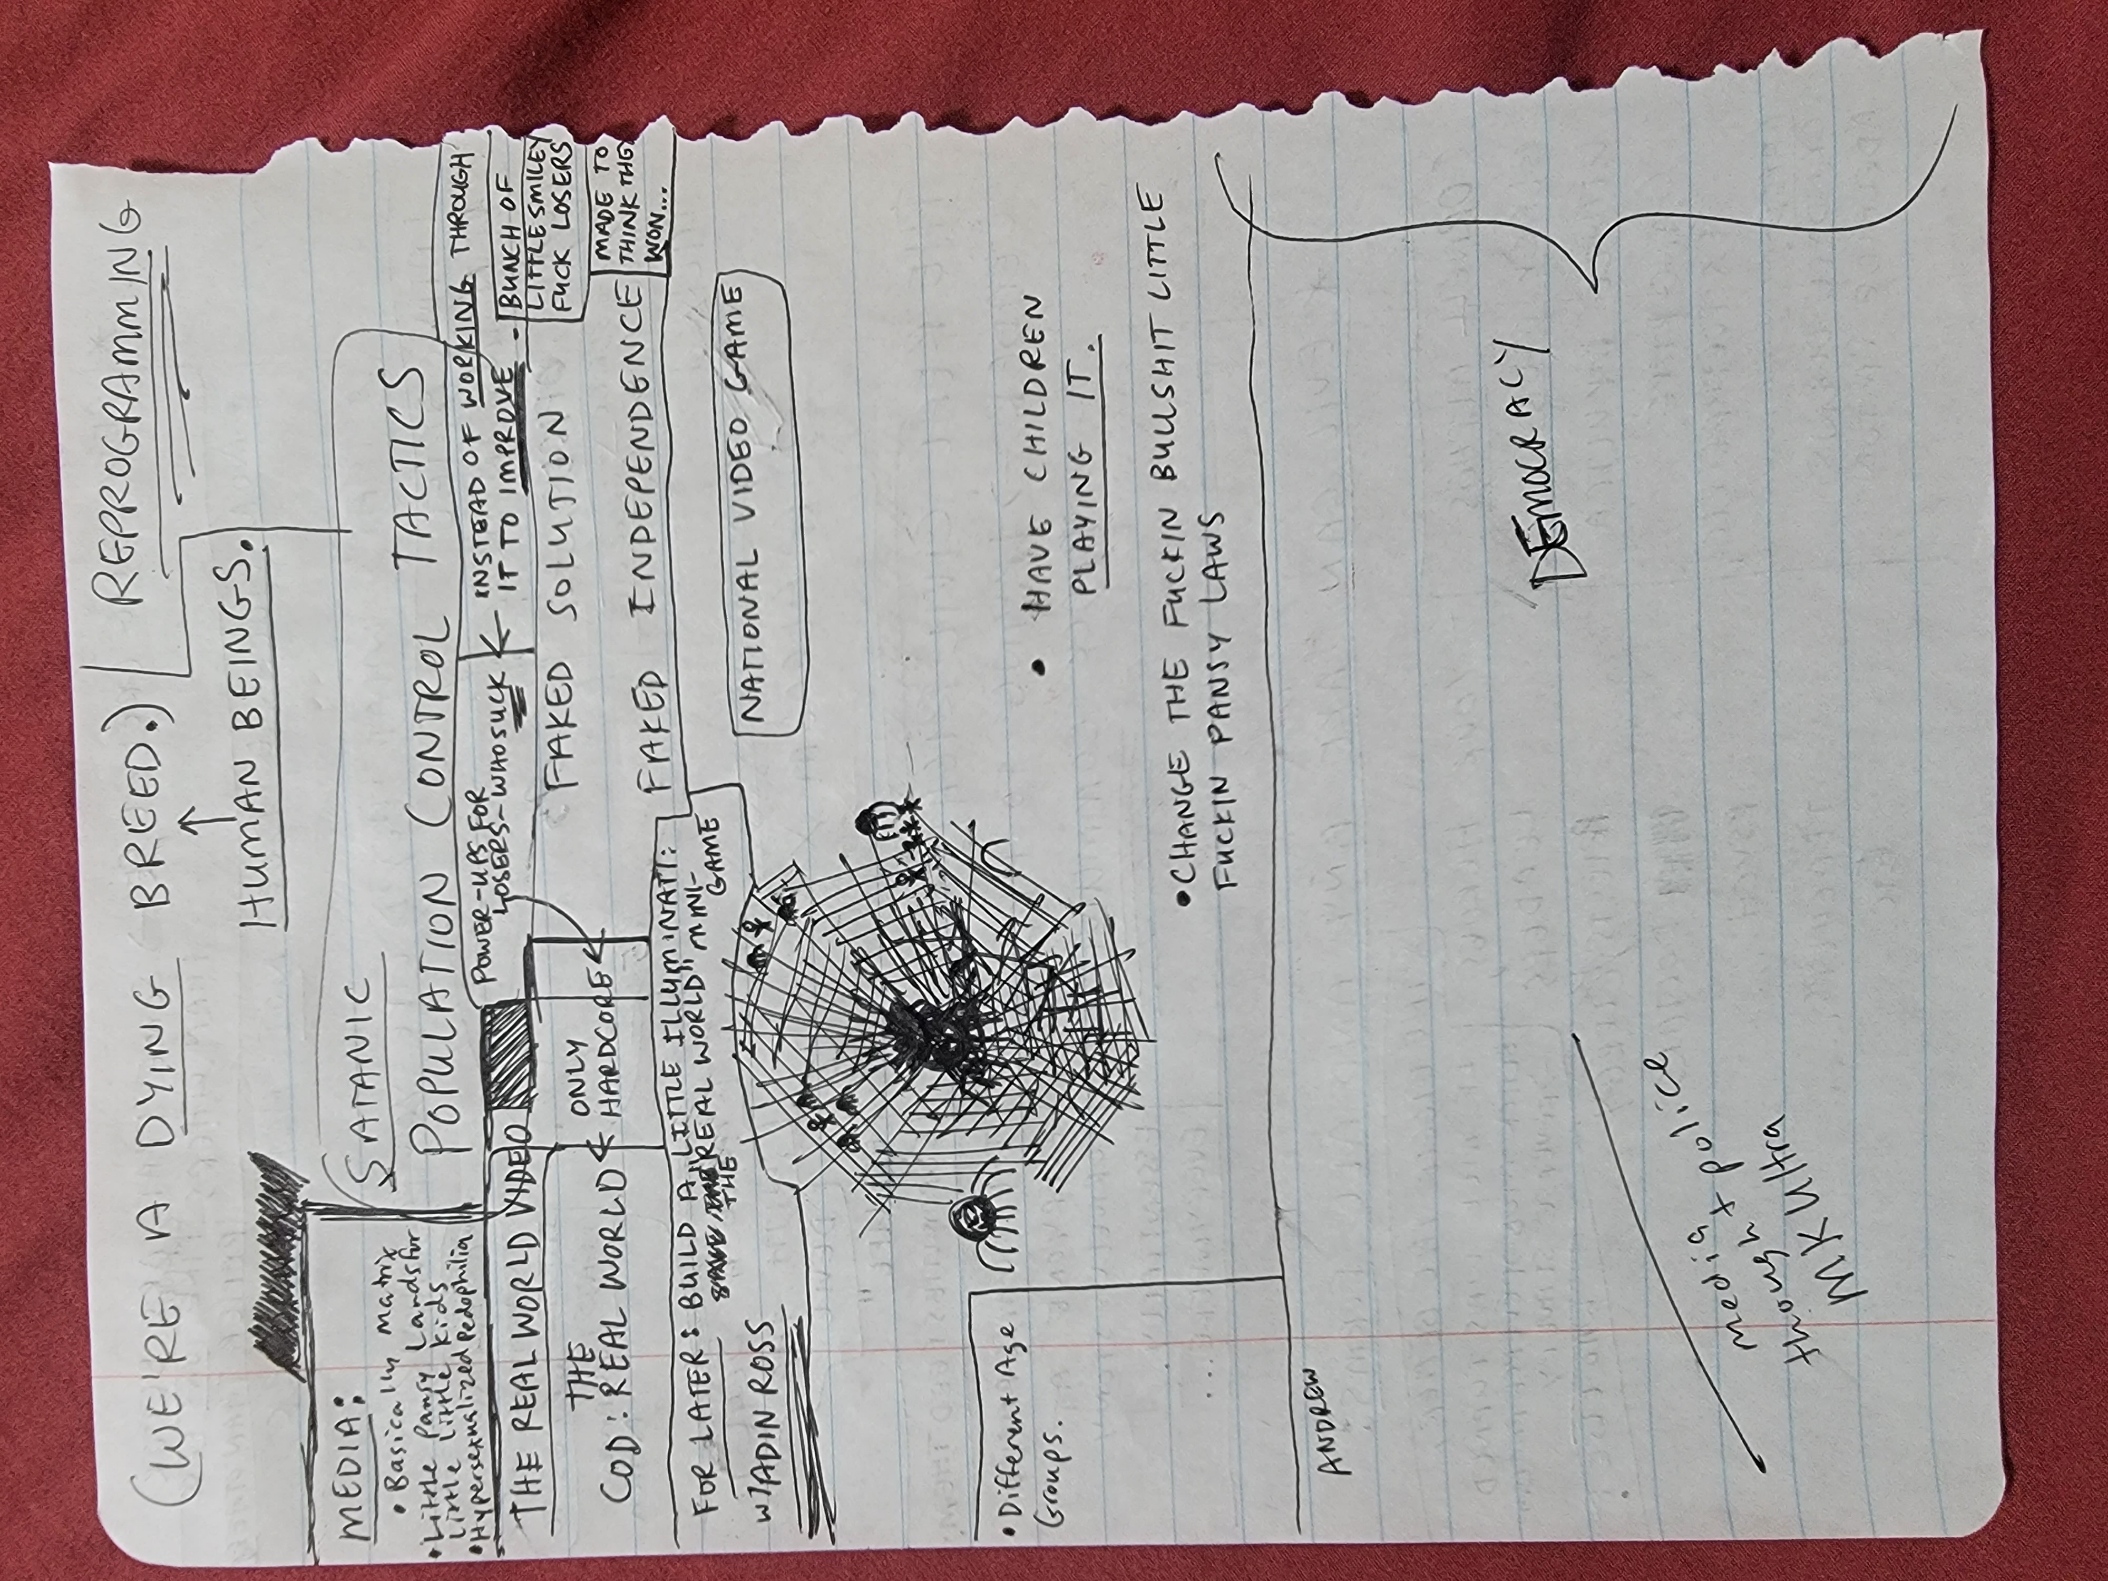 (WE'RE A DYING BREED.)
REPROGRAMMING
HUMAN BEINGS.
MEDIA:
• Basically Matrix
• Little Pansy Lands for
Little little kids
• Hypersexualized Pedophilia
SATANIC
POPULATION CONTROL TACTICS
THE REAL WORLD VIDEO
POWER-UPS FOR
LOSERS - WHO SUCK
INSTEAD OF WORKING THROUGH
IT TO IMPROVE
- BUNCH OF
LITTLE SMILEY
FUCK LOSERS
THE
COD: REAL WORLD
ONLY
HARDCORE
FAKED SOLUTION
FAKED INDEPENDENCE
MADE TO
THINK THEY
WON...
FOR LATER: BUILD A LITTLE ILLUMINATI:
"REAL WORLD" MINI-
THE
GAME
W/ADIN ROSS
NATIONAL VIDEO GAME
• Different Age
Groups.
• HAVE CHILDREN
PLAYING IT.
• CHANGE THE FUCKIN BULLSHIT LITTLE
FUCKIN PANSY LAWS
ANDREW
DEMOCRACY
media
thought police
MK Ultra